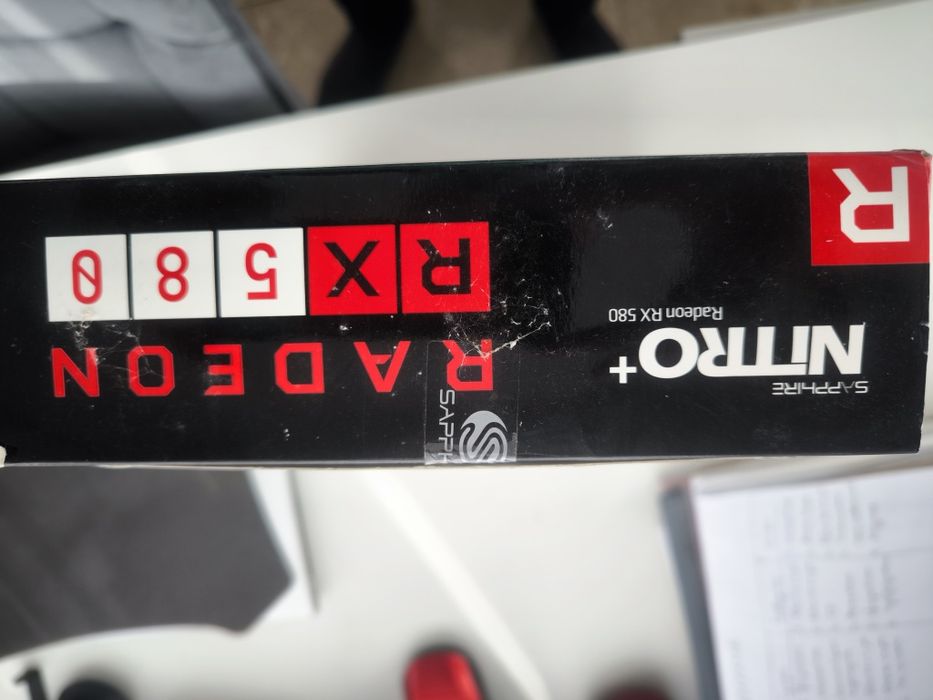 SAPPHIRE
NiTRO+
Radeon RX 580
R
RADEON
RX 580
SAPPH